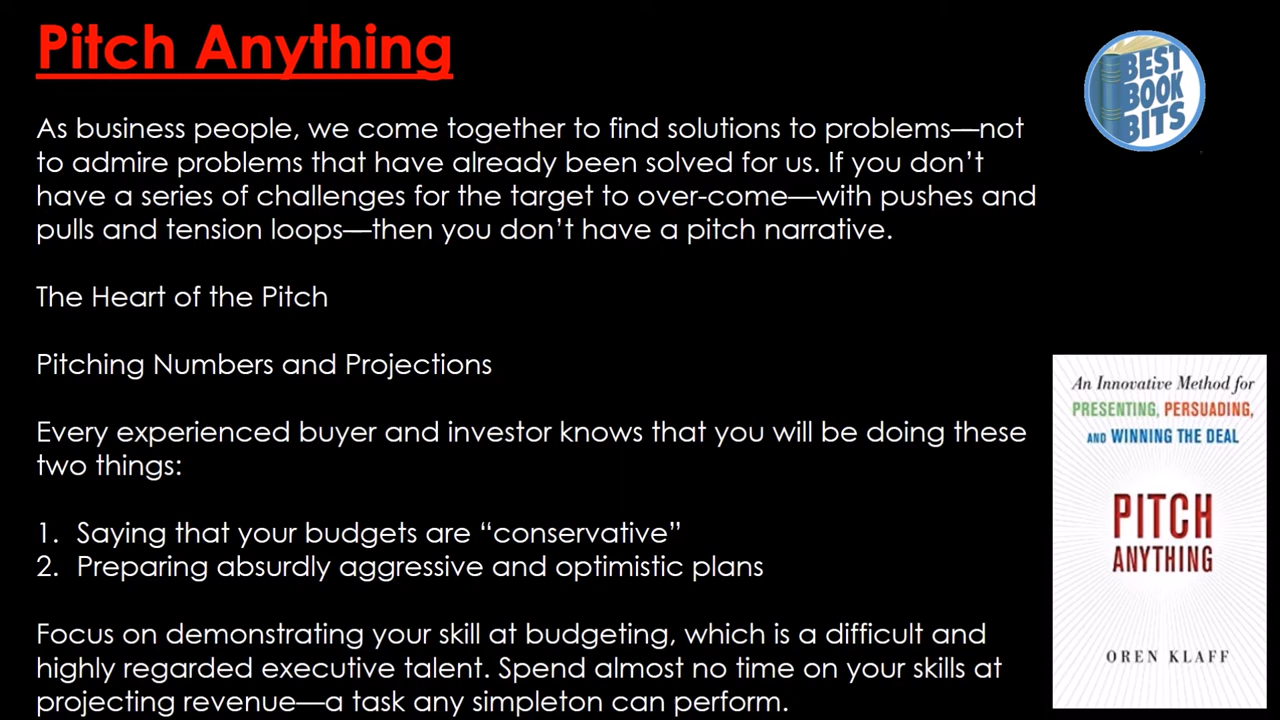 Pitch Anything
BEST
BOOK
BITS
As business people, we come together to find solutions to problems—not
to admire problems that have already been solved for us. If you don’t
have a series of challenges for the target to over-come—with pushes and
pulls and tension loops—then you don’t have a pitch narrative.
The Heart of the Pitch
Pitching Numbers and Projections
Every experienced buyer and investor knows that you will be doing these
two things:
1. Saying that your budgets are “conservative”
2. Preparing absurdly aggressive and optimistic plans
Focus on demonstrating your skill at budgeting, which is a difficult and
highly regarded executive talent. Spend almost no time on your skills at
projecting revenue—a task any simpleton can perform.
An Innovative Method for
PRESENTING, PERSUADING,
AND WINNING THE DEAL
PITCH
ANYTHING
OREN KLAFF